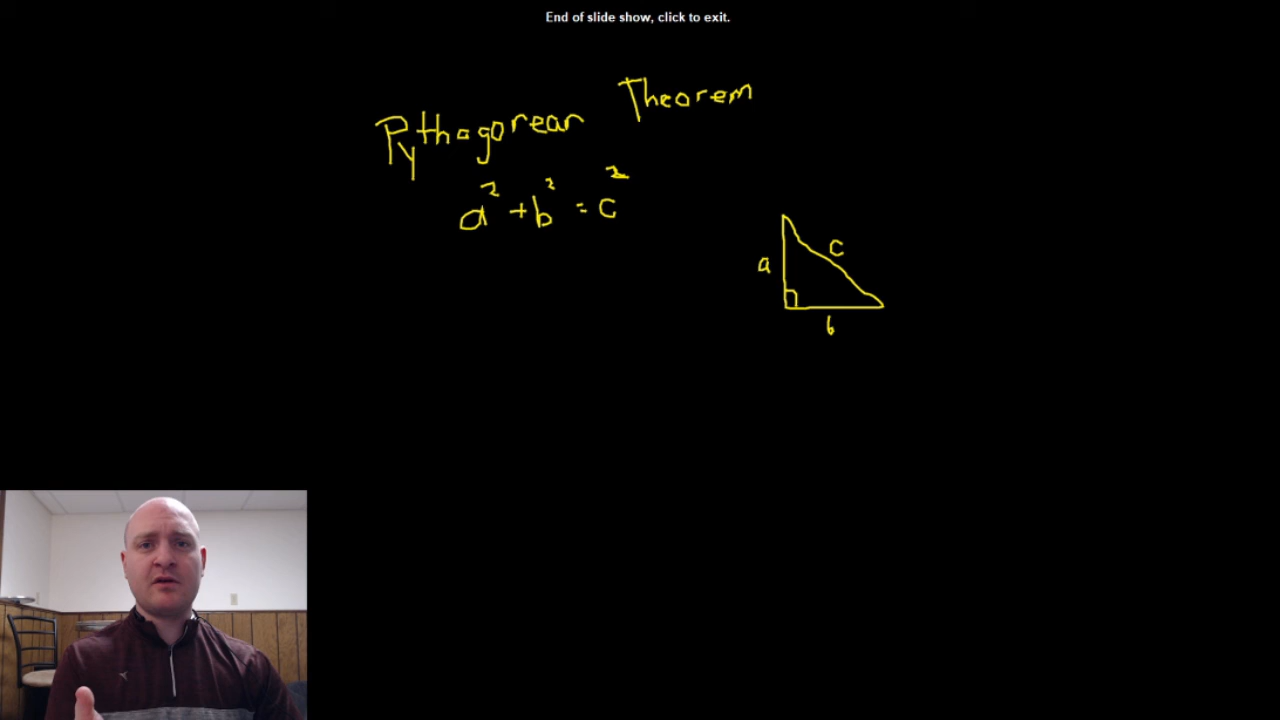 End of slide show, click to exit.
Pythagorean Theorem
a² + b² = c²
a
c
b